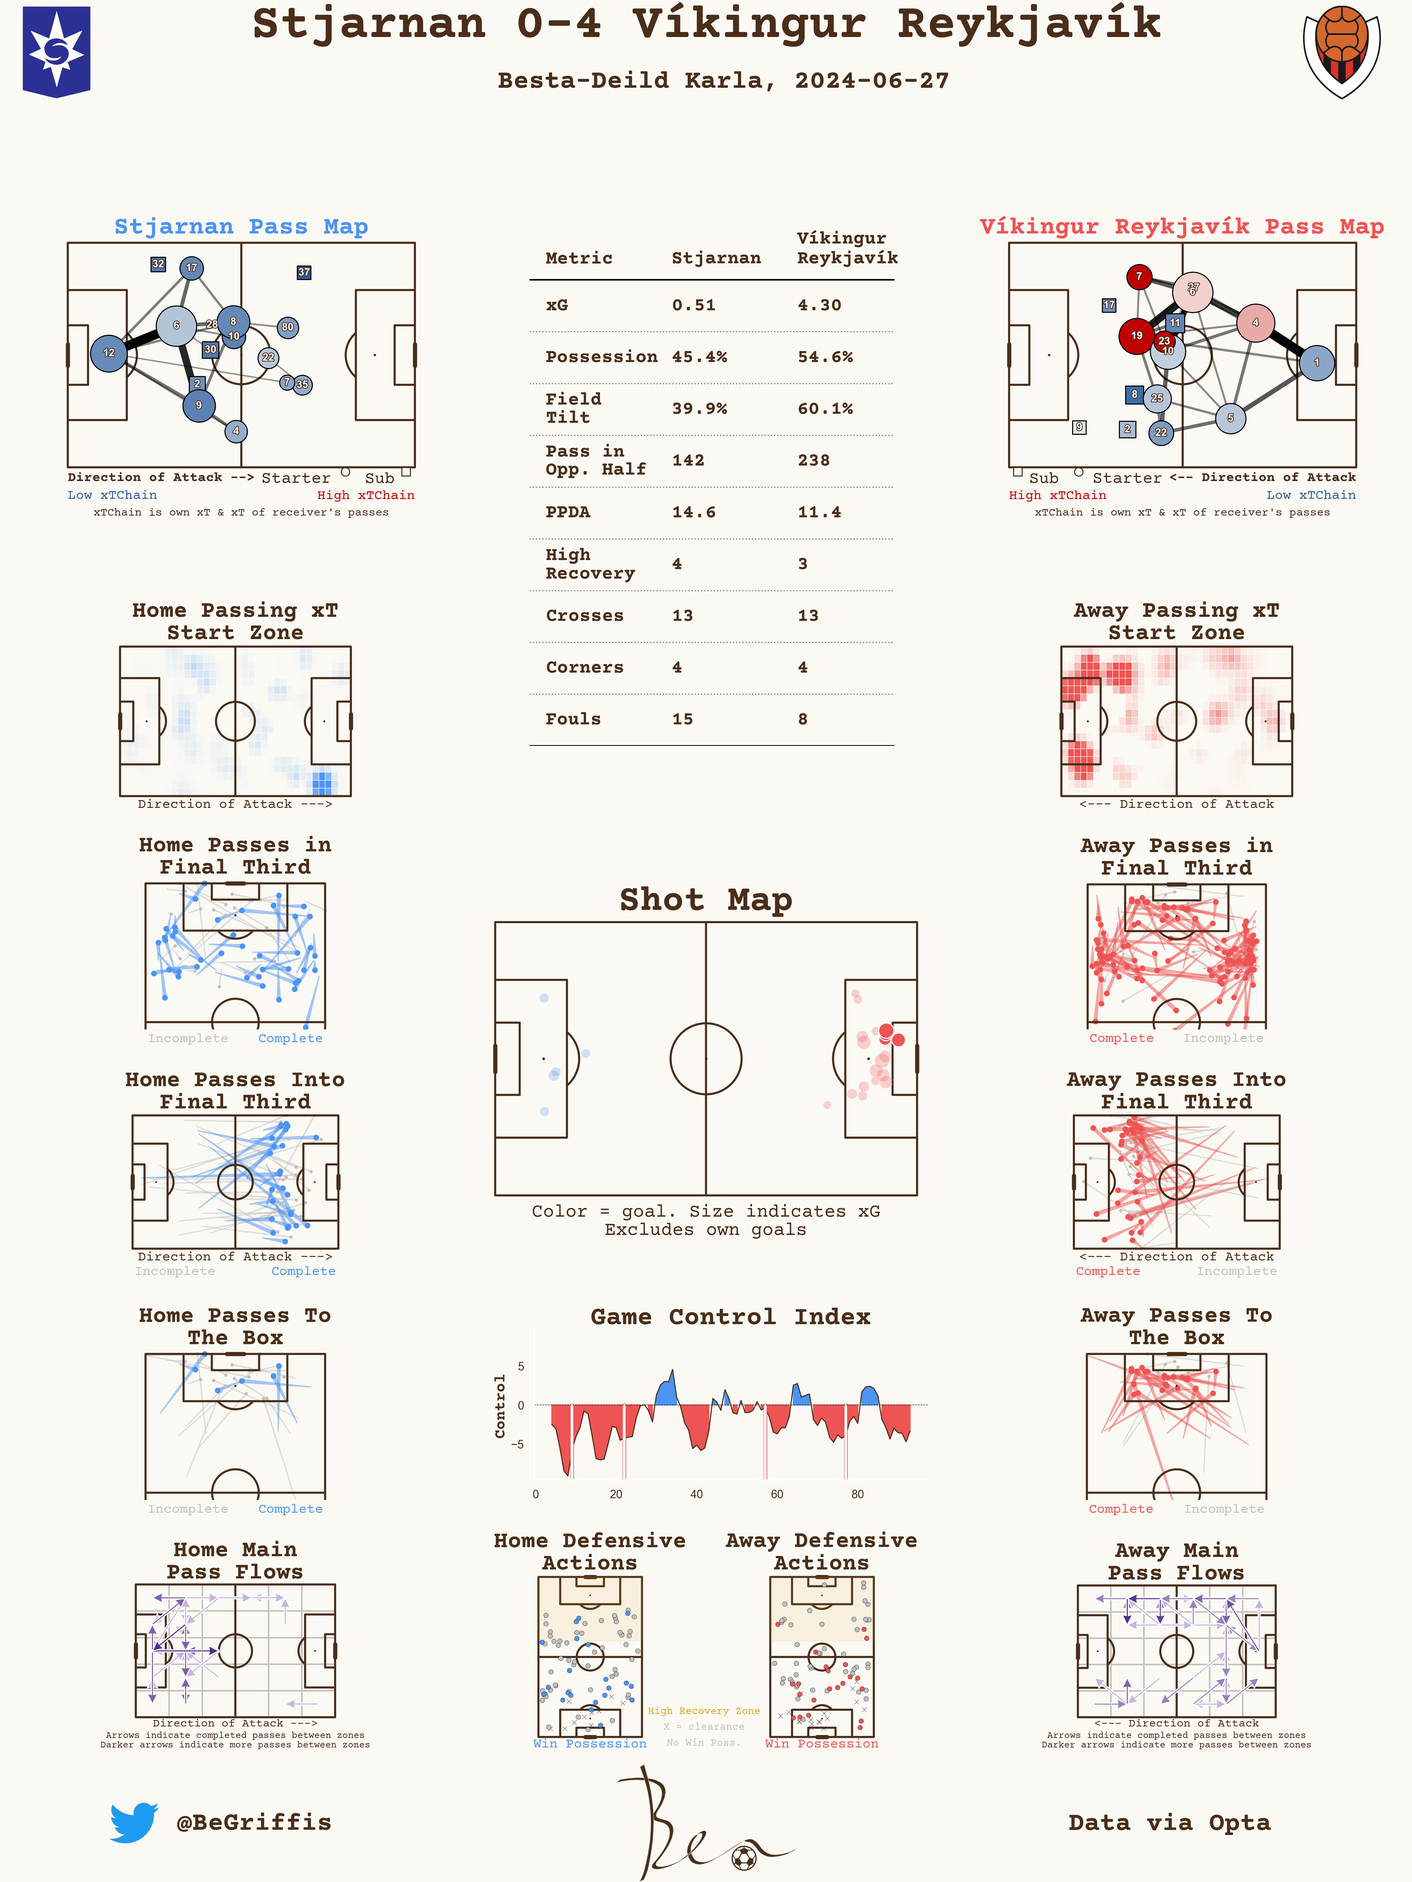 Stjarnan 0-4 Víkingur Reykjavík
Besta-Deild Karla, 2024-06-27
Stjarnan Pass Map
32
17
37
6
28
8
10
80
12
30
22
2
7
35
9
4
Direction of Attack --> Starter Sub
Low xTChain High xTChain
xTChain is own xT & xT of receiver's passes
Metric Stjarnan Víkingur Reykjavík
xG 0.51 4.30
Possession 45.4% 54.6%
Field Tilt 39.9% 60.1%
Pass in Opp. Half 142 238
PPDA 14.6 11.4
High Recovery 4 3
Crosses 13 13
Corners 4 4
Fouls 15 8
Víkingur Reykjavík Pass Map
7
27
6
17
11
4
19
23
10
1
8
25
5
9
2
22
Sub Starter <-- Direction of Attack
High xTChain Low xTChain
xTChain is own xT & xT of receiver's passes
Home Passing xT
Start Zone
Direction of Attack --->
Away Passing xT
Start Zone
<--- Direction of Attack
Home Passes in
Final Third
Incomplete Complete
Shot Map
Color = goal. Size indicates xG
Excludes own goals
Away Passes in
Final Third
Complete Incomplete
Home Passes Into
Final Third
Direction of Attack --->
Incomplete Complete
Away Passes Into
Final Third
<--- Direction of Attack
Complete Incomplete
Home Passes To
The Box
Incomplete Complete
Game Control Index
Control
5
0
-5
0 20 40 60 80
Away Passes To
The Box
Complete Incomplete
Home Main
Pass Flows
Direction of Attack --->
Arrows indicate completed passes between zones
Darker arrows indicate more passes between zones
Home Defensive
Actions
Win Possession
High Recovery Zone
X = clearance
No Win Poss.
Away Defensive
Actions
Win Possession
Away Main
Pass Flows
<--- Direction of Attack
Arrows indicate completed passes between zones
Darker arrows indicate more passes between zones
@BeGriffis
Ben
Data via Opta